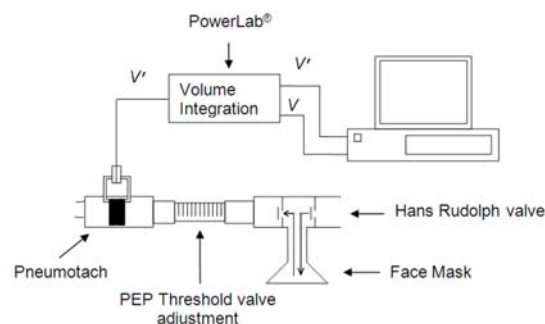 PowerLab®
V'
V'
Volume
Integration
V
Hans Rudolph valve
Pneumotach
Face Mask
PEP Threshold valve
adjustment